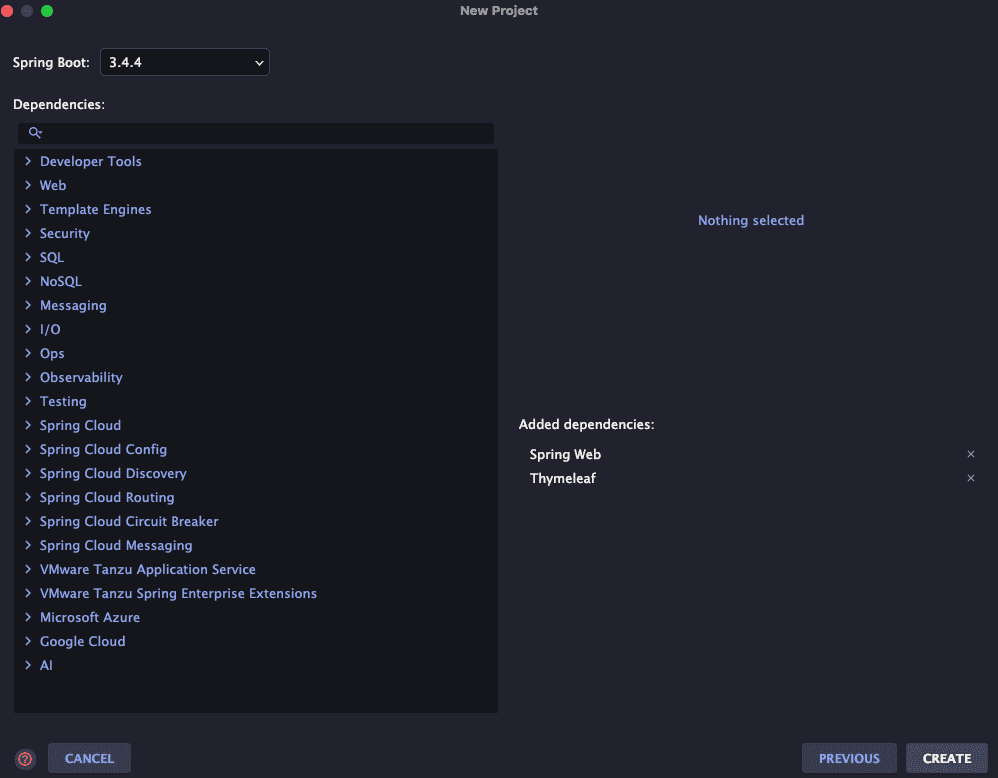 New Project
Spring Boot: 3.4.4
Dependencies:
Developer Tools
Web
Template Engines
Security
SQL
NoSQL
Messaging
I/O
Ops
Observability
Testing
Spring Cloud
Spring Cloud Config
Spring Cloud Discovery
Spring Cloud Routing
Spring Cloud Circuit Breaker
Spring Cloud Messaging
VMware Tanzu Application Service
VMware Tanzu Spring Enterprise Extensions
Microsoft Azure
Google Cloud
AI
Nothing selected
Added dependencies:
Spring Web
Thymeleaf
? CANCEL PREVIOUS CREATE